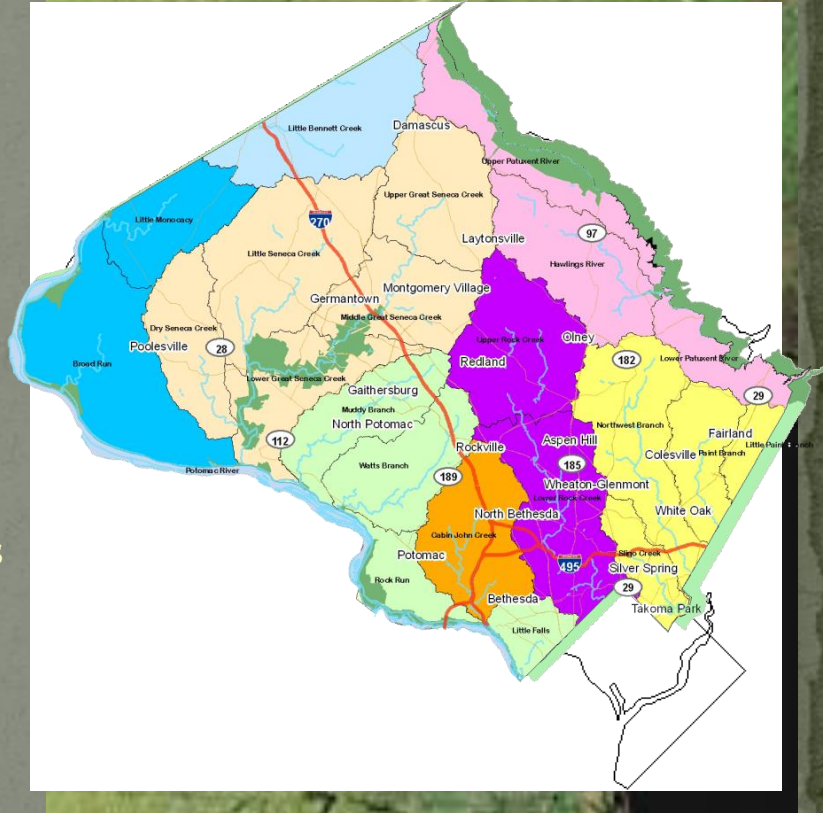 Little Bennett Creek
Damascus
Upper Patuxent River
Upper Great Seneca Creek
Little Monocacy
270
97
Laytonsville
Little Seneca Creek
Hawlings River
Montgomery Village
Germantown
Middle Great Seneca Creek
Dry Seneca Creek
Poolesville
28
Upper Rock Creek
Olney
182
Lower Patuxent River
Broad Run
Redland
Lower Great Seneca Creek
Gaithersburg
29
Muddy Branch
North Potomac
Northwest Branch
Fairland
112
Aspen Hill
Rockville
Colesville
Paint Branch
Little Paint Branch
Watts Branch
185
Potomac River
189
Wheaton-Glenmont
Lower Rock Creek
North Bethesda
White Oak
Cabin John Creek
Potomac
Sligo Creek
495
Silver Spring
Rock Run
29
Bethesda
Takoma Park
Little Falls
s